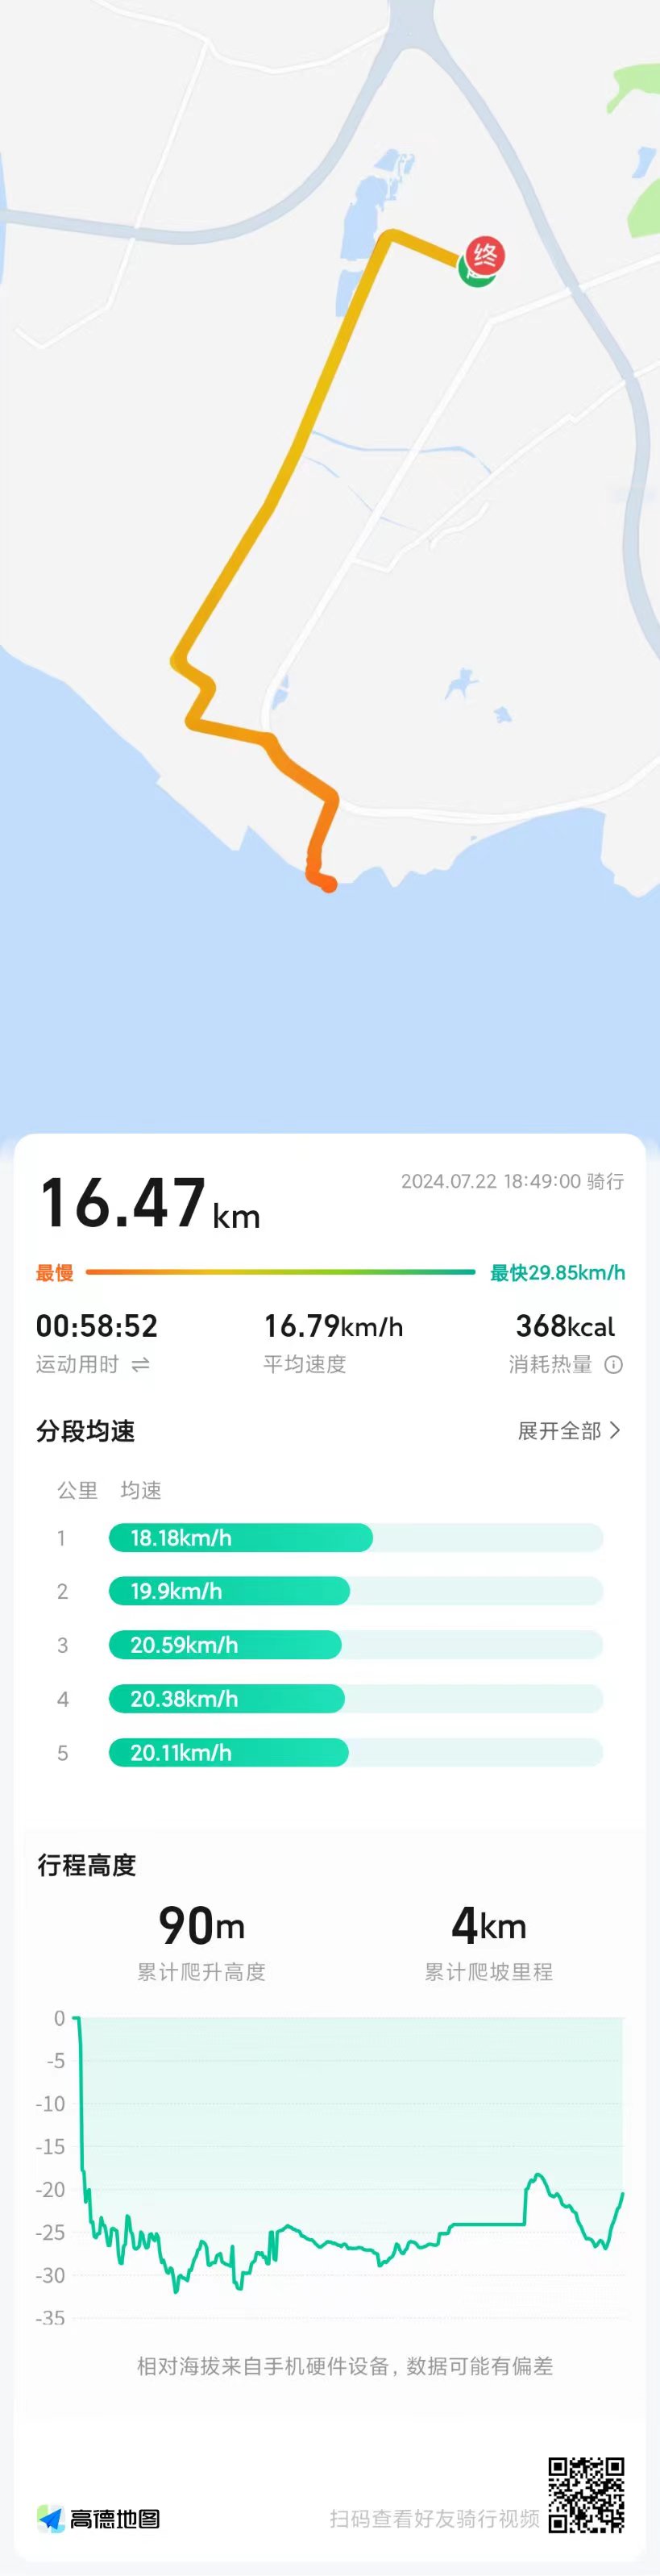 终
16.47km
2024.07.22 18:49:00 骑行
最慢
最快29.85km/h
00:58:52
16.79km/h
368kcal
运动用时
平均速度
消耗热量
分段均速
展开全部
公里 均速
1 18.18km/h
2 19.9km/h
3 20.59km/h
4 20.38km/h
5 20.11km/h
行程高度
90m
4km
累计爬升高度
累计爬坡里程
0
-5
-10
-15
-20
-25
-30
-35
相对海拔来自手机硬件设备，数据可能有偏差
高德地图
扫码查看好友骑行视频